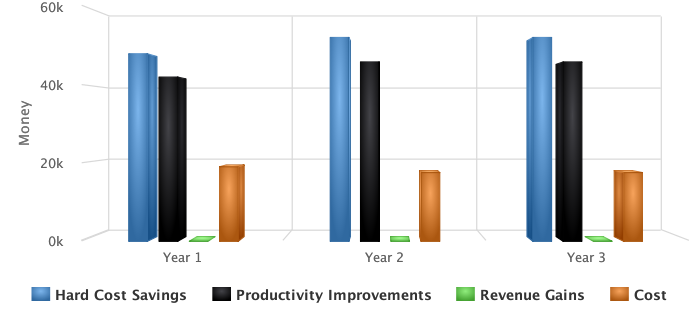 60k
40k
20k
0k
Money
Year 1 Year 2 Year 3
Hard Cost Savings Productivity Improvements Revenue Gains Cost